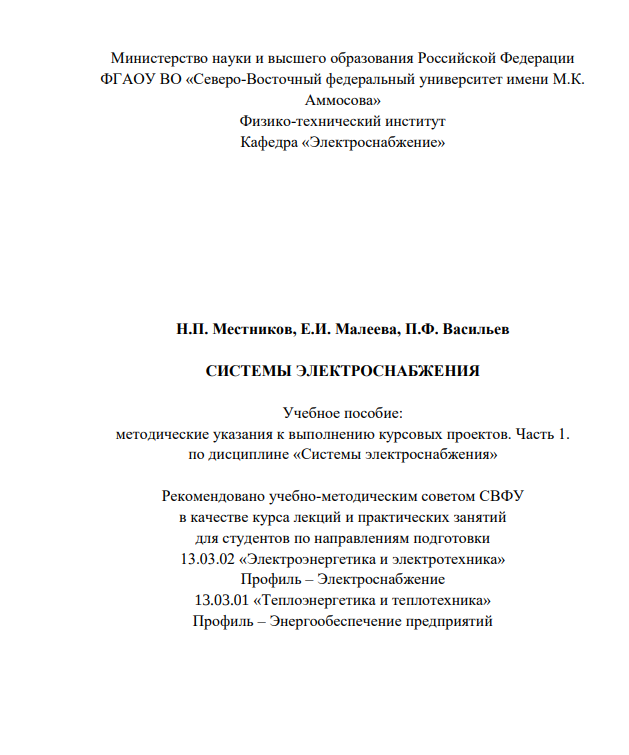 Министерство науки и высшего образования Российской Федерации
ФГАОУ ВО «Северо-Восточный федеральный университет имени М.К.
Аммосова»
Физико-технический институт
Кафедра «Электроснабжение»
Н.П. Местников, Е.И. Малеева, П.Ф. Васильев
СИСТЕМЫ ЭЛЕКТРОСНАБЖЕНИЯ
Учебное пособие:
методические указания к выполнению курсовых проектов. Часть 1.
по дисциплине «Системы электроснабжения»
Рекомендовано учебно-методическим советом СВФУ
в качестве курса лекций и практических занятий
для студентов по направлениям подготовки
13.03.02 «Электроэнергетика и электротехника»
Профиль – Электроснабжение
13.03.01 «Теплоэнергетика и теплотехника»
Профиль – Энергообеспечение предприятий